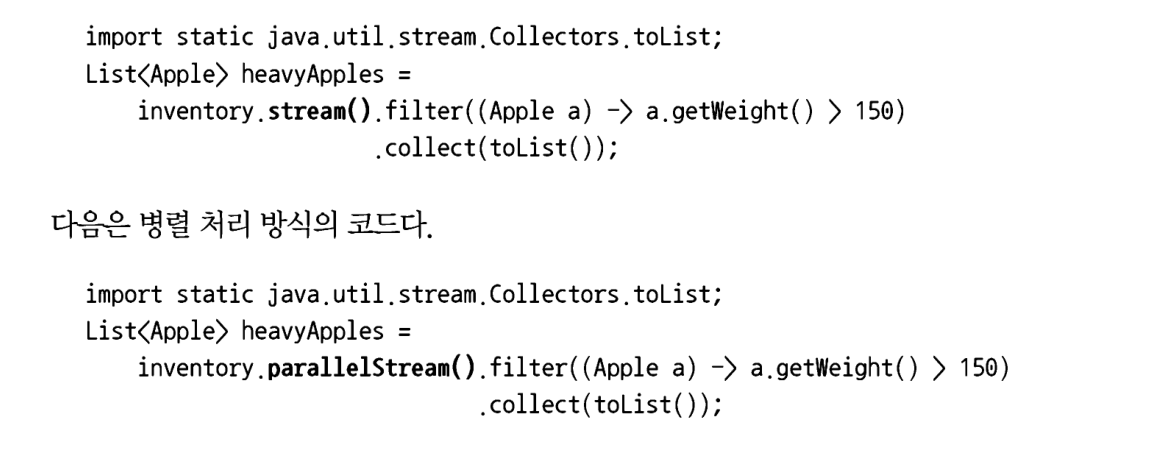 import static java.util.stream.Collectors.toList;
List<Apple> heavyApples =
    inventory.stream().filter((Apple a) -> a.getWeight() > 150)
                      .collect(toList());
다음은 병렬 처리 방식의 코드다.
import static java.util.stream.Collectors.toList;
List<Apple> heavyApples =
    inventory.parallelStream().filter((Apple a) -> a.getWeight() > 150)
                              .collect(toList());